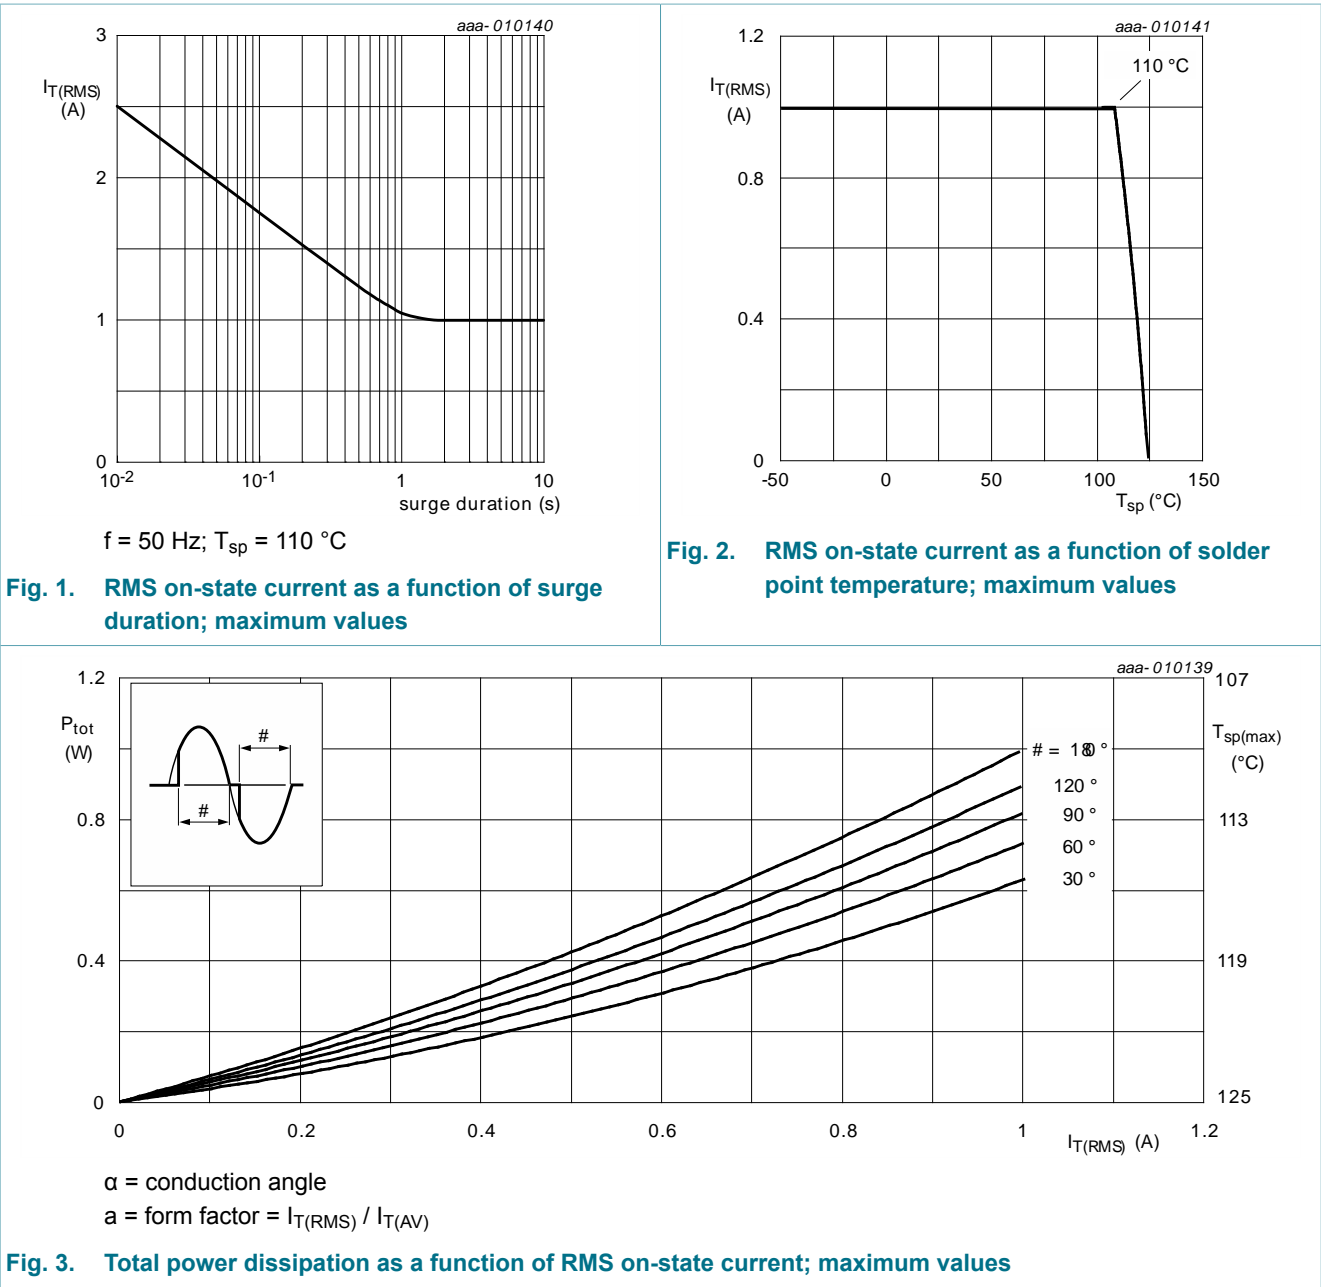 aaa-010140
3
I_T(RMS)
(A)
2
1
0
10-2 10-1 1 10
surge duration (s)
f = 50 Hz; Tsp = 110 °C
Fig. 1. RMS on-state current as a function of surge
duration; maximum values
aaa-010141
1.2
110 °C
IT(RMS)
(A)
0.8
0.4
0
-50 0 50 100 150
Tsp (°C)
Fig. 2. RMS on-state current as a function of solder
point temperature; maximum values
aaa-010139
1.2 107
Ptot
(W)
Tsp(max)
(°C)
#
#
# = 180 °
120 °
0.8 90 ° 113
60 °
30 °
0.4 119
0 125
0 0.2 0.4 0.6 0.8 1 1.2
IT(RMS) (A)
α = conduction angle
a = form factor = IT(RMS) / IT(AV)
Fig. 3. Total power dissipation as a function of RMS on-state current; maximum values